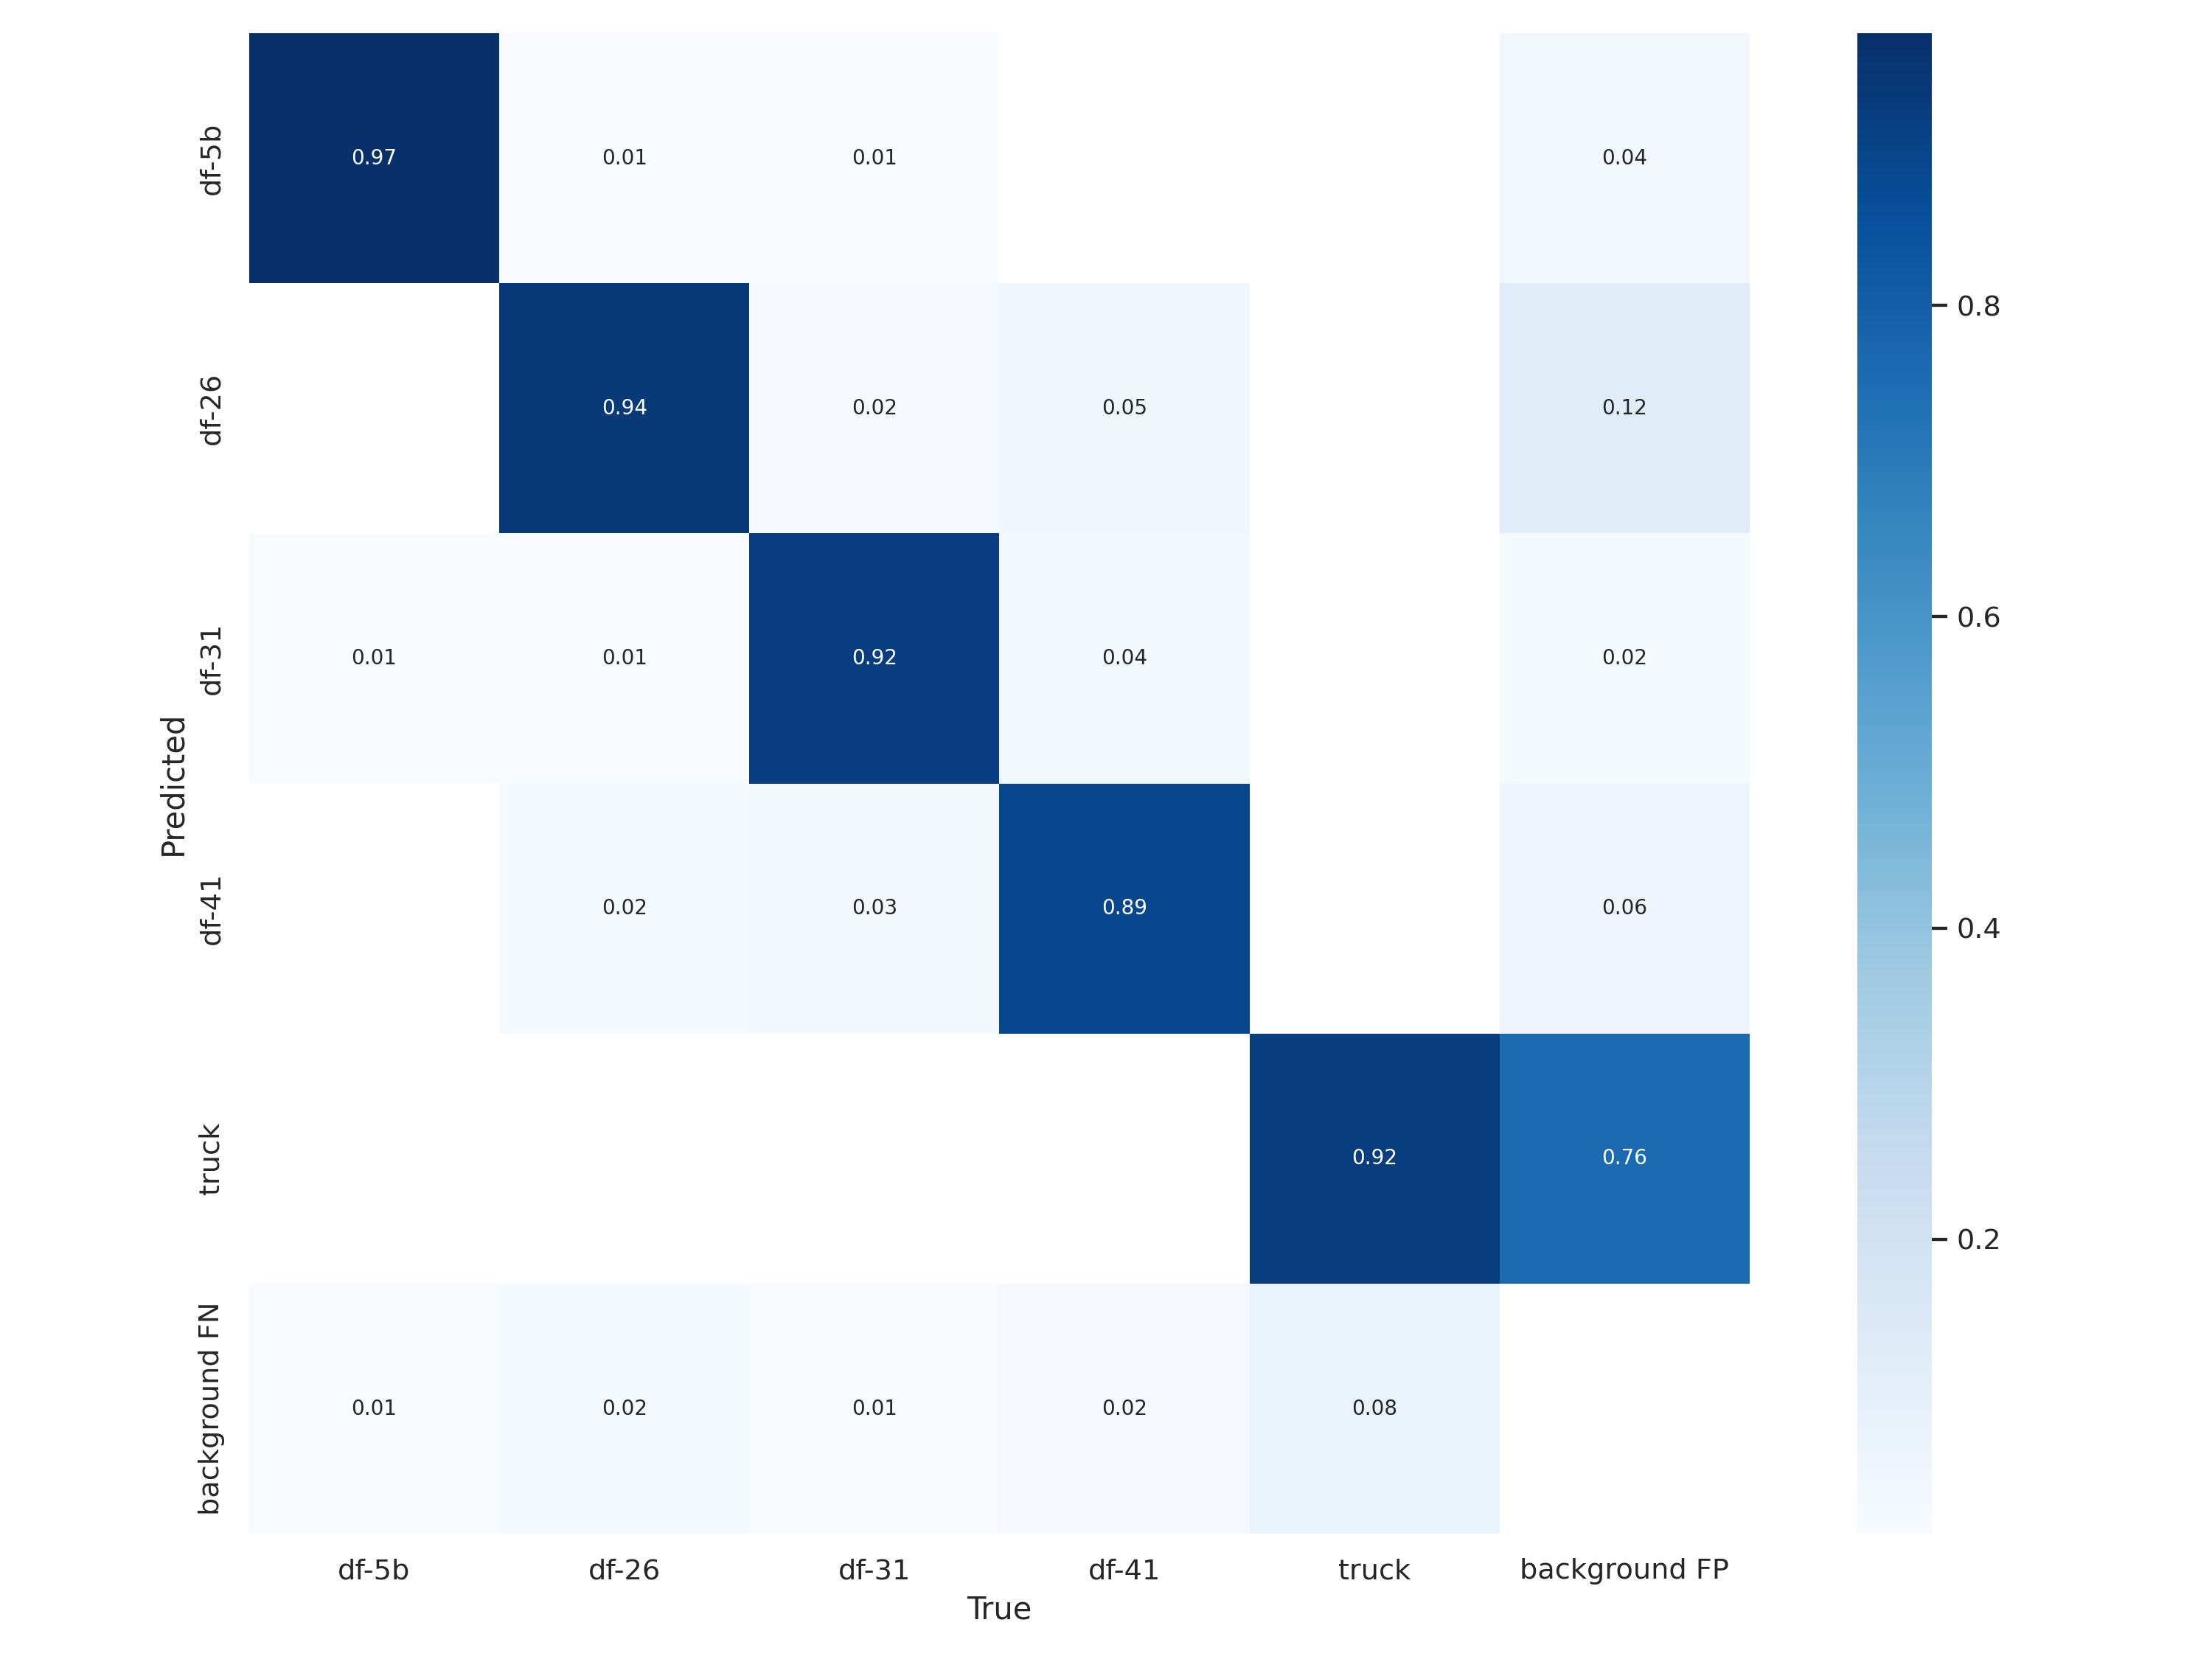 df-5b 0.97 0.01 0.01 0.04
0.8
df-26 0.94 0.02 0.05 0.12
0.6
df-31 0.01 0.01 0.92 0.04 0.02
Predicted
df-41 0.02 0.03 0.89 0.06
0.4
truck 0.92 0.76
0.2
background FN 0.01 0.02 0.01 0.02 0.08
df-5b df-26 df-31 df-41 truck background FP
True